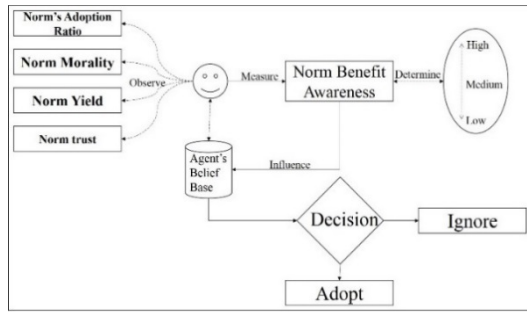 Norm's Adoption
Ratio
Norm Morality
Norm Yield
Norm trust
Observe
Measure
Norm Benefit
Awareness
Determine
High
Medium
Low
Agent's
Belief
Base
Influence
Decision
Ignore
Adopt